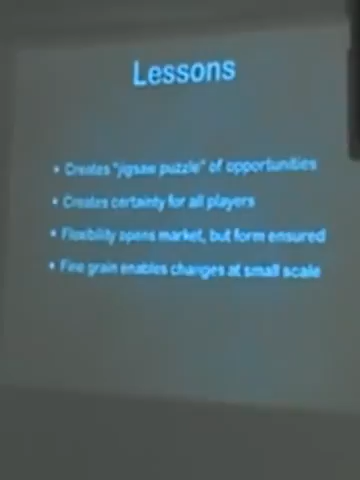 Lessons
• Creates "jigsaw puzzle" of opportunities
• Creates certainty for all players
• Flexibility opens market, but form ensured
• Fine grain enables changes at small scale